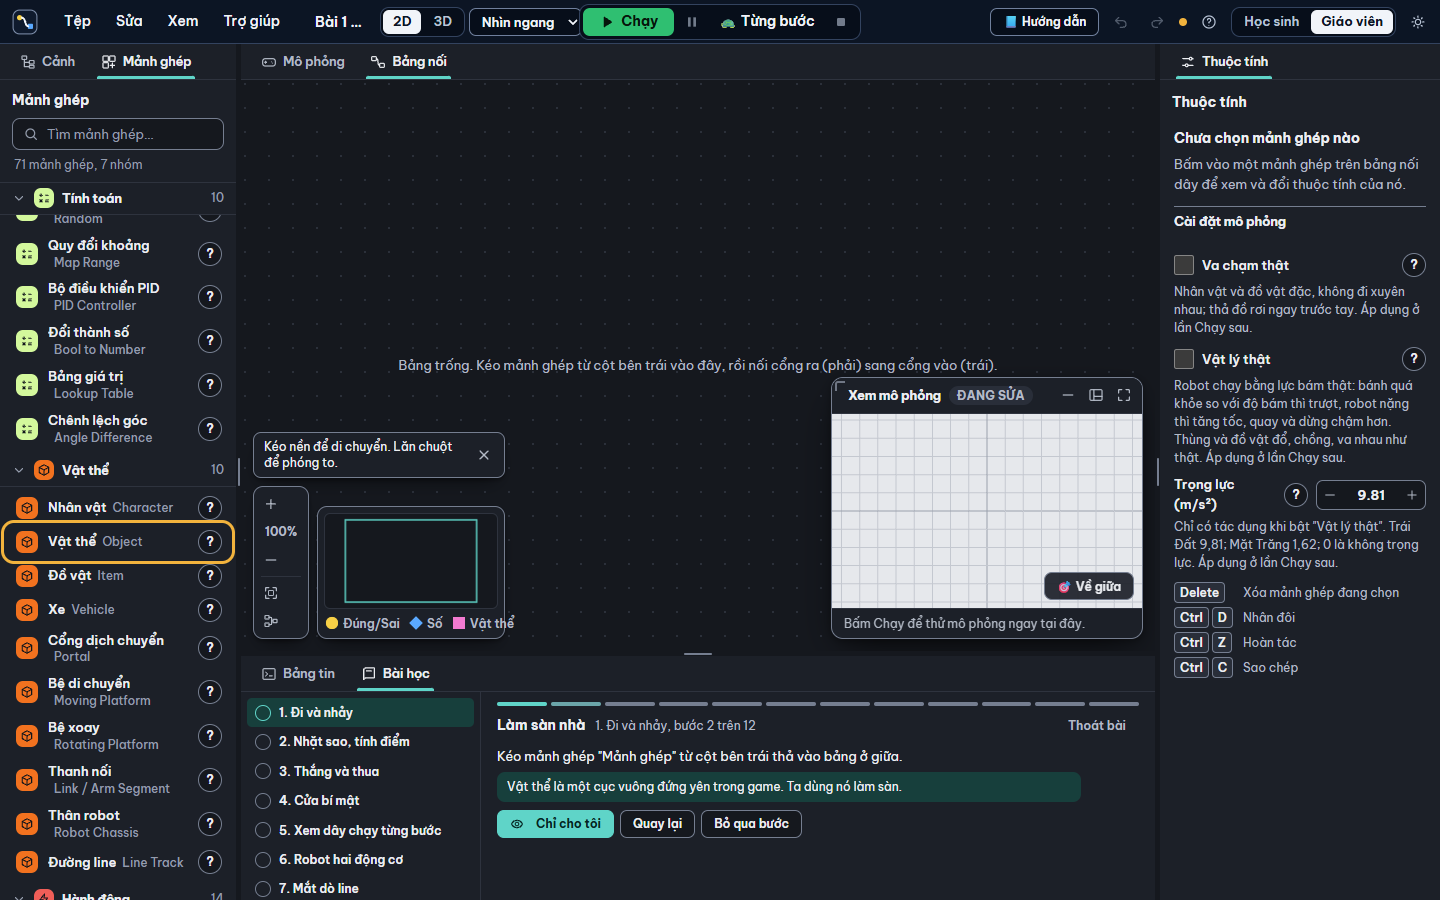 Tệp Sửa Xem Trợ giúp Bài 1 ... 2D 3D Nhìn ngang Chạy Từng bước Hướng dẫn Học sinh Giáo viên
Cảnh Mảnh ghép
Mảnh ghép
Tìm mảnh ghép...
71 mảnh ghép, 7 nhóm
Tính toán 10
Random
Quy đổi khoảng
Map Range
?
Bộ điều khiển PID
PID Controller
?
Đổi thành số
Bool to Number
?
Bảng giá trị
Lookup Table
?
Chênh lệch góc
Angle Difference
?
Vật thể 10
Nhân vật Character ?
Vật thể Object ?
Đồ vật Item ?
Xe Vehicle ?
Cổng dịch chuyển
Portal
?
Bệ di chuyển
Moving Platform
?
Bệ xoay
Rotating Platform
?
Thanh nối
Link / Arm Segment
?
Thân robot
Robot Chassis
?
Đường line Line Track ?
Hành động 14
Mô phỏng Bảng nối
Bảng trống. Kéo mảnh ghép từ cột bên trái vào đây, rồi nối cổng ra (phải) sang cổng vào (trái).
Kéo nền để di chuyển. Lăn chuột
để phóng to.
100%
Đúng/Sai Số Vật thể
Xem mô phỏng ĐANG SỬA
Về giữa
Bấm Chạy để thử mô phỏng ngay tại đây.
Bảng tin Bài học
1. Đi và nhảy
2. Nhặt sao, tính điểm
3. Thắng và thua
4. Cửa bí mật
5. Xem dây chạy từng bước
6. Robot hai động cơ
7. Mắt dò line
Làm sàn nhà 1. Đi và nhảy, bước 2 trên 12 Thoát bài
Kéo mảnh ghép "Mảnh ghép" từ cột bên trái thả vào bảng ở giữa.
Vật thể là một cục vuông đứng yên trong game. Ta dùng nó làm sàn.
Chỉ cho tôi Quay lại Bỏ qua bước
Thuộc tính
Thuộc tính
Chưa chọn mảnh ghép nào
Bấm vào một mảnh ghép trên bảng nối
dây để xem và đổi thuộc tính của nó.
Cài đặt mô phỏng
Va chạm thật ?
Nhân vật và đồ vật đặc, không đi xuyên
nhau; thả đồ rơi ngay trước tay. Áp dụng ở
lần Chạy sau.
Vật lý thật ?
Robot chạy bằng lực bám thật: bánh quá
khỏe so với độ bám thì trượt, robot nặng
thì tăng tốc, quay và dừng chậm hơn.
Thùng và đồ vật đổ, chồng, va nhau như
thật. Áp dụng ở lần Chạy sau.
Trọng lực
(m/s²)
? 9.81
Chỉ có tác dụng khi bật "Vật lý thật". Trái
Đất 9,81; Mặt Trăng 1,62; 0 là không trọng
lực. Áp dụng ở lần Chạy sau.
Delete Xóa mảnh ghép đang chọn
Ctrl D Nhân đôi
Ctrl Z Hoàn tác
Ctrl C Sao chép